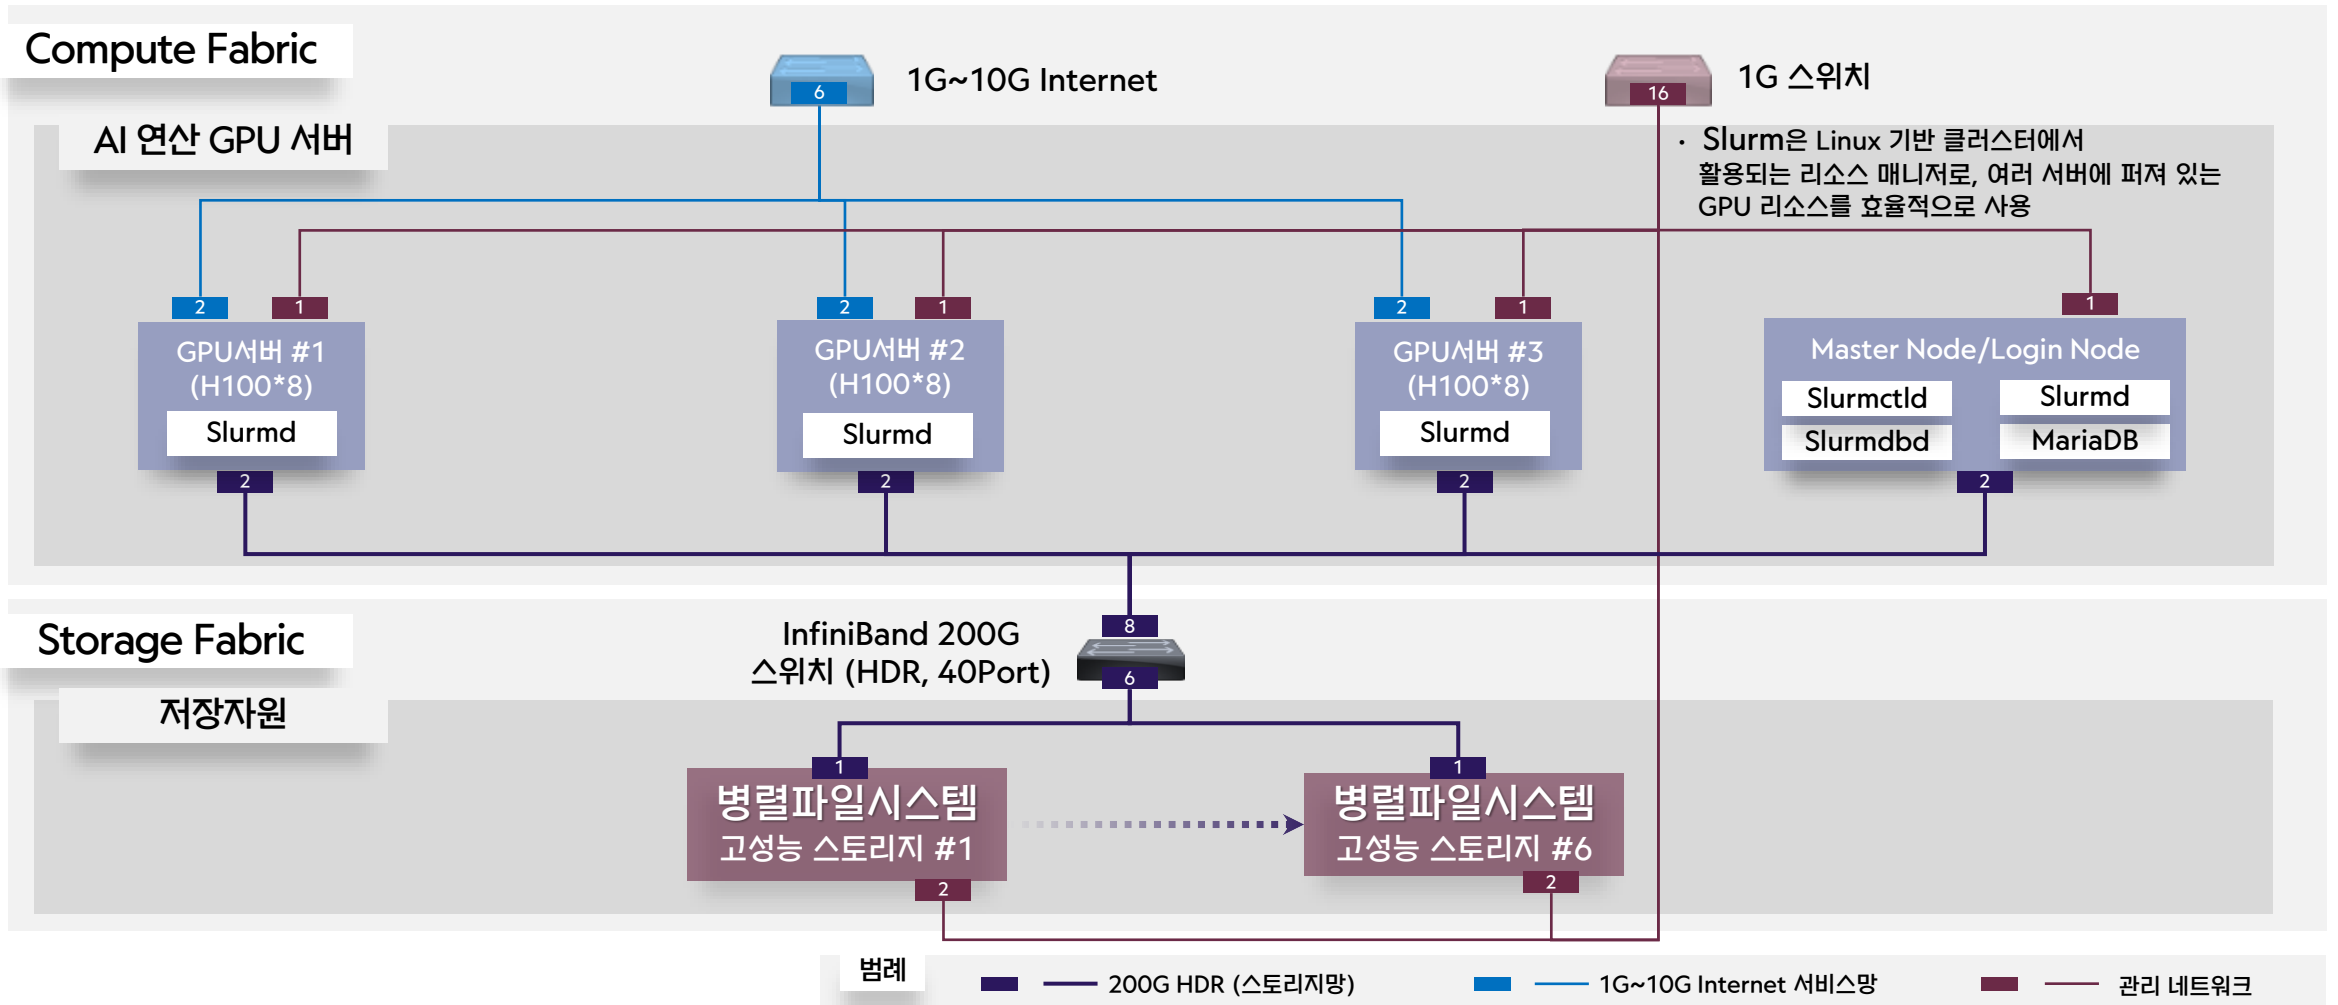 Compute Fabric
6
1G~10G Internet
16
1G 스위치
AI 연산 GPU 서버
· Slurm은 Linux 기반 클러스터에서
활용되는 리소스 매니저로, 여러 서버에 퍼져 있는
GPU 리소스를 효율적으로 사용
2
1
2
1
2
1
1
GPU서버 #1
(H100*8)
Slurmd
2
GPU서버 #2
(H100*8)
Slurmd
2
GPU서버 #3
(H100*8)
Slurmd
2
Master Node/Login Node
Slurmctld
Slurmd
Slurmdbd
MariaDB
2
Storage Fabric
InfiniBand 200G
스위치 (HDR, 40Port)
8
6
저장자원
1
병렬파일시스템
고성능 스토리지 #1
2
1
병렬파일시스템
고성능 스토리지 #6
2
범례
200G HDR (스토리지망)
1G~10G Internet 서비스망
관리 네트워크